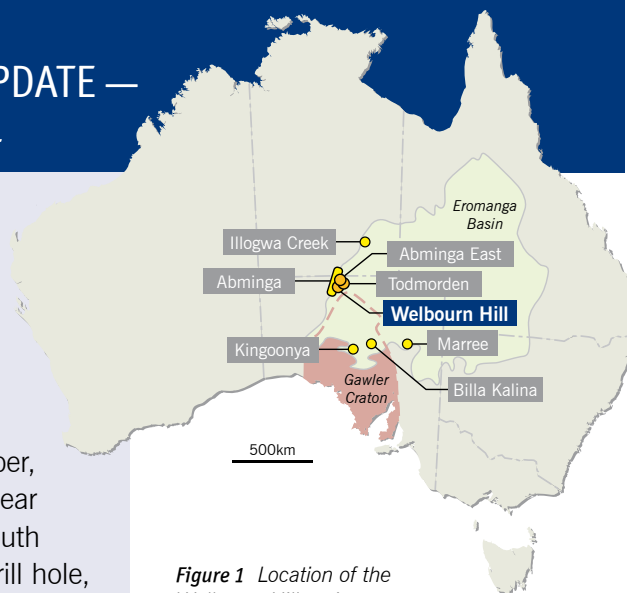 PDATE —
Eromanga
Basin
Illogwa Creek
Abminga East
Abminga
Todmorden
Welbourn Hill
Kingoonya
Marree
Gawler
Craton
Billa Kalina
500km
ber,
ear
uth
rill hole,
Figure 1 Location of the